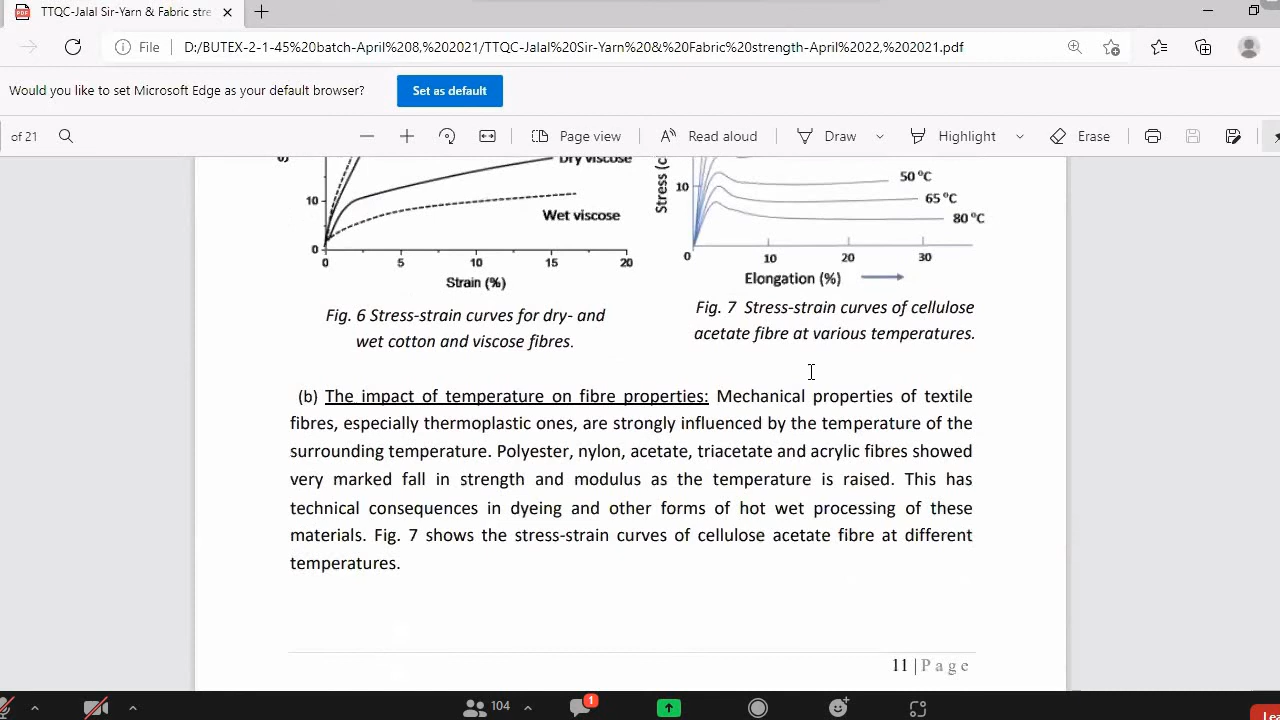 TTQC-Jalal Sir-Yarn & Fabric stre
File D:/BUTEX-2-1-45%20batch-April%208,%202021/TTQC-Jalal%20Sir-Yarn%20&%20Fabric%20strength-April%2022,%202021.pdf
Would you like to set Microsoft Edge as your default browser? Set as default
of 21 Page view Read aloud Draw Highlight Erase
Dry viscose
10
Wet viscose
0
0 5 10 15 20
Strain (%)
Stress (c
10
50 ºC
65 ºC
80 ºC
0 10 20 30
Elongation (%)
Fig. 6 Stress-strain curves for dry- and
wet cotton and viscose fibres.
Fig. 7 Stress-strain curves of cellulose
acetate fibre at various temperatures.
(b) The impact of temperature on fibre properties: Mechanical properties of textile
fibres, especially thermoplastic ones, are strongly influenced by the temperature of the
surrounding temperature. Polyester, nylon, acetate, triacetate and acrylic fibres showed
very marked fall in strength and modulus as the temperature is raised. This has
technical consequences in dyeing and other forms of hot wet processing of these
materials. Fig. 7 shows the stress-strain curves of cellulose acetate fibre at different
temperatures.
11 | Page
104
1